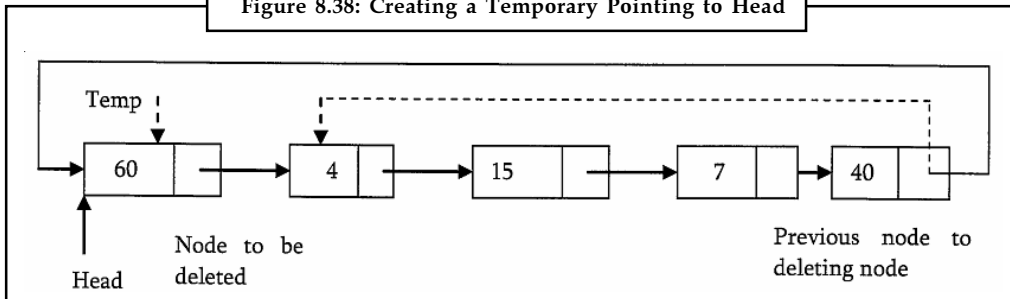 Figure 8.38: Creating a Temporary Pointing to Head
Temp
60
4
15
7
40
Head
Node to be
deleted
Previous node to
deleting node